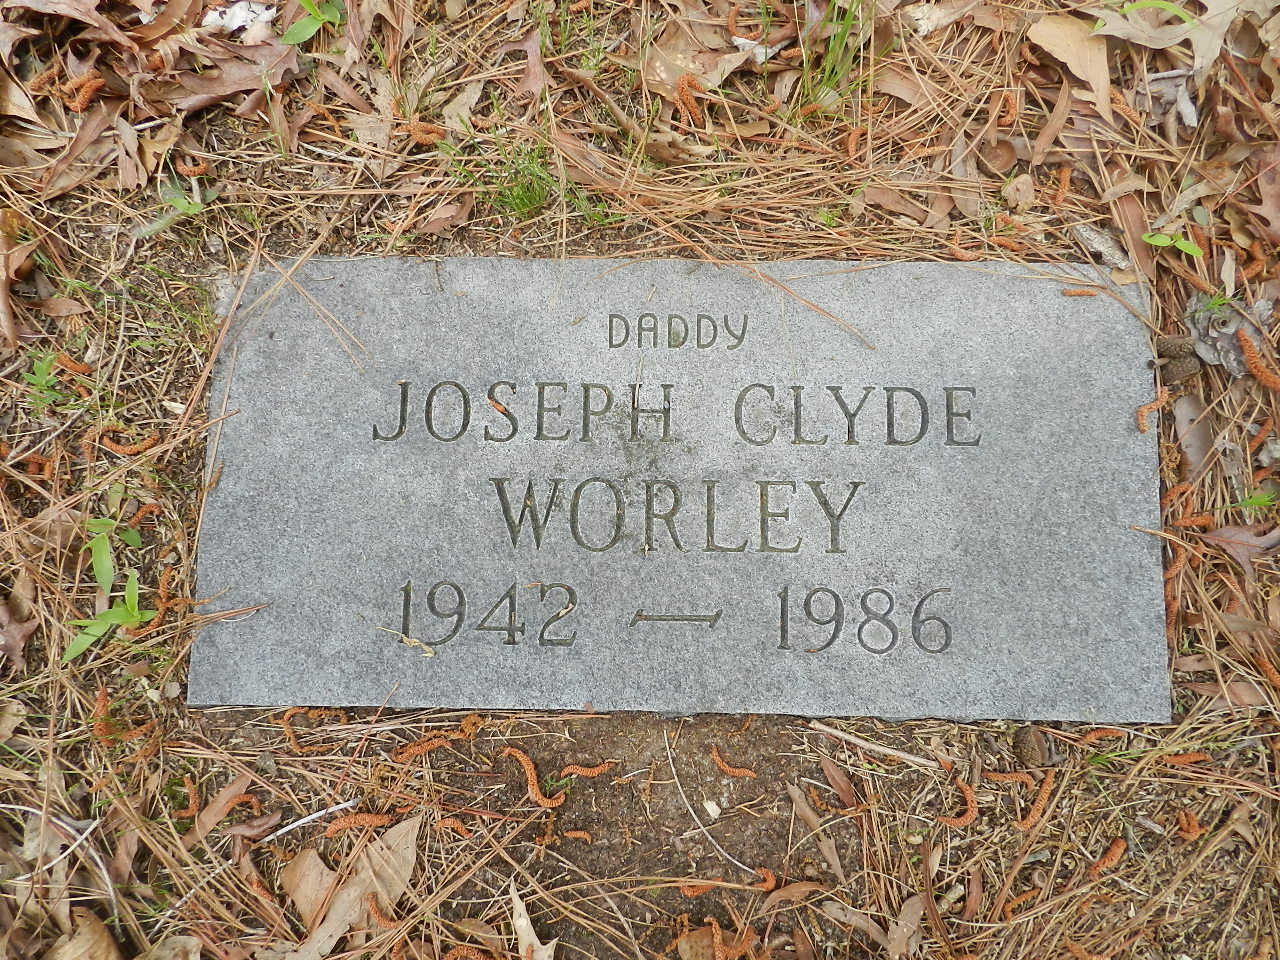 DADDY
JOSEPH CLYDE
WORLEY
1942 — 1986